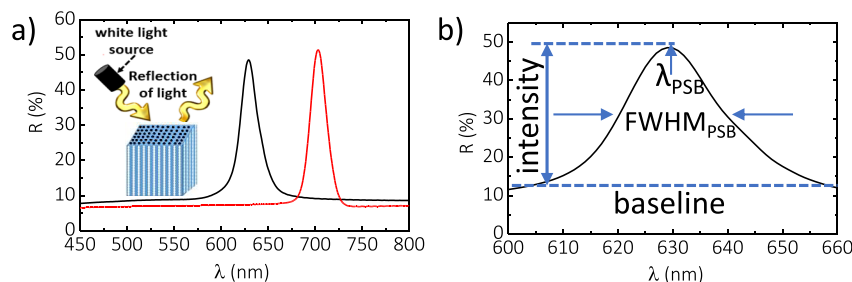 a)
white light
source
Reflection
of light
R (%)
60
50
40
30
20
10
0
450 500 550 600 650 700 750 800
λ (nm)
b)
R (%)
50
40
30
20
10
0
intensity
λPSB
FWHMPSB
baseline
600 610 620 630 640 650 660
λ (nm)